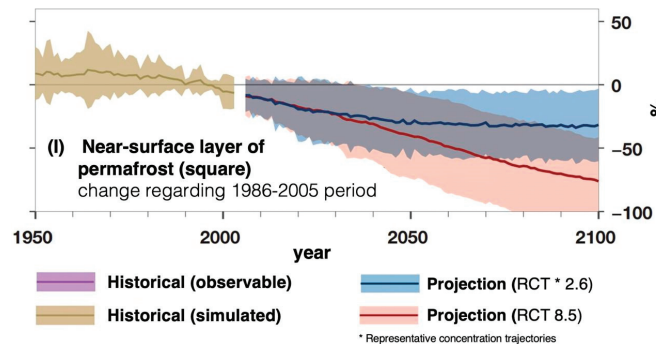 50
0
%
(I) Near-surface layer of
permafrost (square)
change regarding 1986-2005 period
−50
−100
1950 2000 2050 2100
year
Historical (observable) Projection (RCT * 2.6)
Historical (simulated) Projection (RCT 8.5)
* Representative concentration trajectories